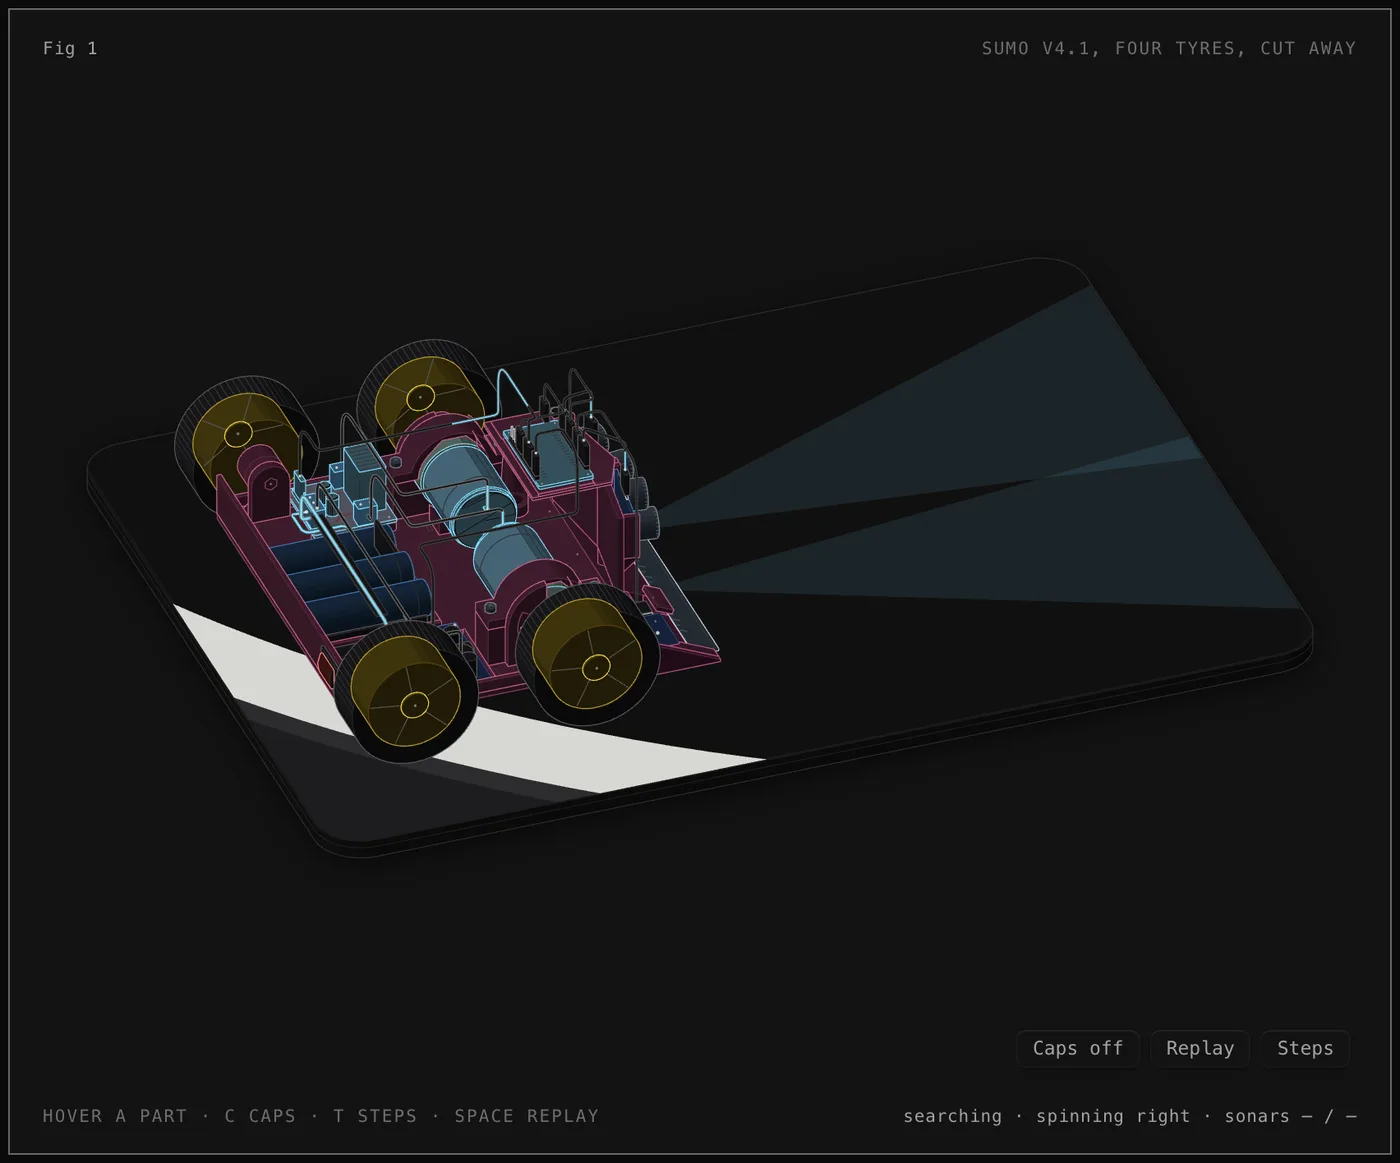 Fig 1
SUMO V4.1, FOUR TYRES, CUT AWAY
Caps off
Replay
Steps
HOVER A PART · C CAPS · T STEPS · SPACE REPLAY
searching · spinning right · sonars — / —